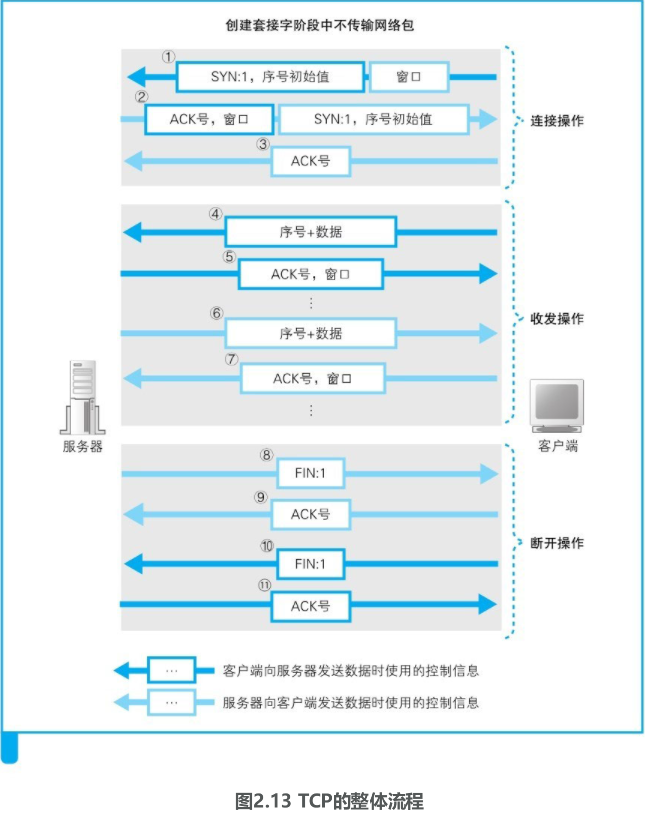 创建套接字阶段中不传输网络包
①
SYN:1，序号初始值
窗口
②
ACK号，窗口
SYN:1，序号初始值
③
ACK号
连接操作
④
序号+数据
⑤
ACK号，窗口
⋮
⑥
序号+数据
⑦
ACK号，窗口
⋮
收发操作
服务器
客户端
⑧
FIN:1
⑨
ACK号
⑩
FIN:1
⑪
ACK号
断开操作
… 客户端向服务器发送数据时使用的控制信息
… 服务器向客户端发送数据时使用的控制信息
图2.13 TCP的整体流程